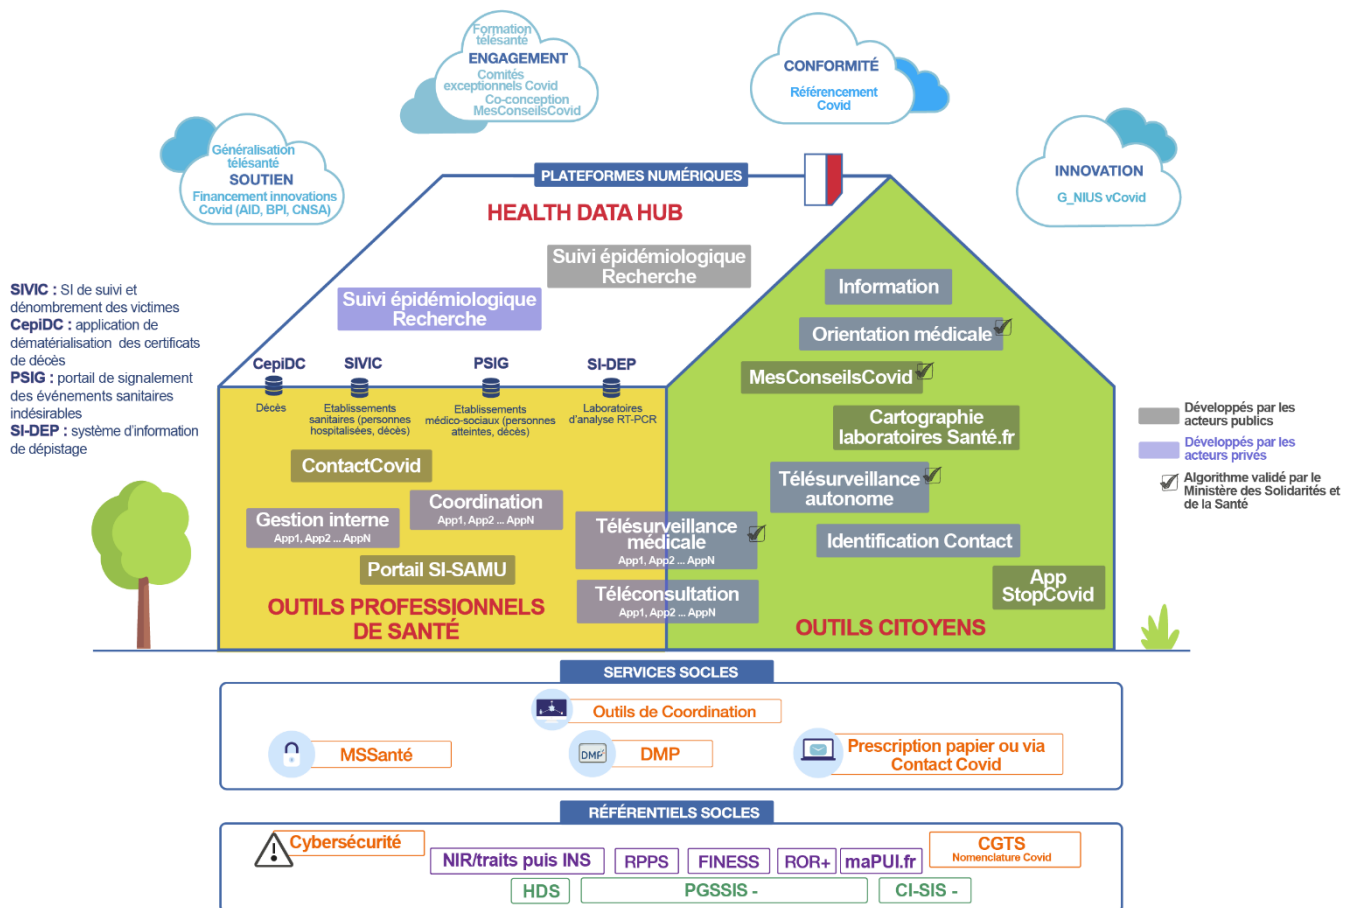 Formation
télésanté
ENGAGEMENT
Comités
exceptionnels Covid
Co-conception
MesConseilsCovid
CONFORMITÉ
Référencement
Covid
Généralisation
télésanté
SOUTIEN
Financement innovations
Covid (AID, BPI, CNSA)
INNOVATION
G_NIUS vCovid
PLATEFORMES NUMÉRIQUES
HEALTH DATA HUB
Suivi épidémiologique
Recherche
Suivi épidémiologique
Recherche
SIVIC : SI de suivi et
dénombrement des victimes
CepiDC : application de
dématérialisation des certificats
de décès
PSIG : portail de signalement
des événements sanitaires
indésirables
SI-DEP : système d'information
de dépistage
CepiDC
Décès
SIVIC
Etablissements
sanitaires (personnes
hospitalisées, décès)
PSIG
Etablissements
médico-sociaux (personnes
atteintes, décès)
SI-DEP
Laboratoires
d'analyse RT-PCR
ContactCovid
Coordination
App1, App2 ... AppN
Gestion interne
App1, App2 ... AppN
Portail SI-SAMU
OUTILS PROFESSIONNELS
DE SANTÉ
Télésurveillance
médicale
App1, App2 ... AppN
Téléconsultation
App1, App2 ... AppN
Information
Orientation médicale
MesConseilsCovid
Cartographie
laboratoires Santé.fr
Télésurveillance
autonome
Identification Contact
App
StopCovid
OUTILS CITOYENS
Développés par les
acteurs publics
Développés par les
acteurs privés
Algorithme validé par le
Ministère des Solidarités et
de la Santé
SERVICES SOCLES
Outils de Coordination
MSSanté
DMP
DMP
Prescription papier ou via
Contact Covid
RÉFÉRENTIELS SOCLES
Cybersécurité
NIR/traits puis INS
RPPS
FINESS
ROR+
maPUI.fr
CGTS
Nomenclature Covid
HDS
PGSSIS -
CI-SIS -